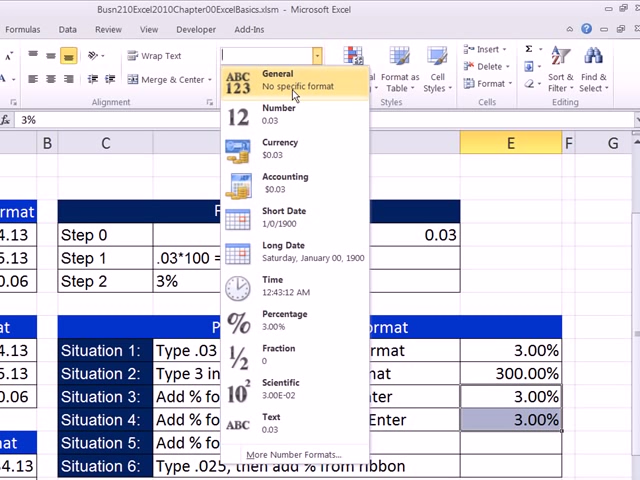 Busn210Excel2010Chapter00ExcelBasics.xlsm - Microsoft Excel
Formulas Data Review View Developer Add-Ins
Wrap Text
Merge & Center
Alignment
General
No specific format
Number
0.03
Currency
$0.03
Accounting
$0.03
Short Date
1/0/1900
Long Date
Saturday, January 00, 1900
Time
12:43:12 AM
Percentage
3.00%
Fraction
0
Scientific
3.00E-02
Text
0.03
More Number Formats...
Format as Table
Cell Styles
Styles
Insert
Delete
Format
Cells
Sort & Filter
Find & Select
Editing
fx 3%
B C E F G
4.13 Step 0 0.03
5.13 Step 1 .03*100 =
0.06 Step 2 3%
4.13 Situation 1: Type .03 3.00%
5.13 Situation 2: Type 3 in 300.00%
0.06 Situation 3: Add % fo 3.00%
Situation 4: Add % fo Enter 3.00%
Situation 5: Add % fo
4.13 Situation 6: Type .025, then add % from ribbon